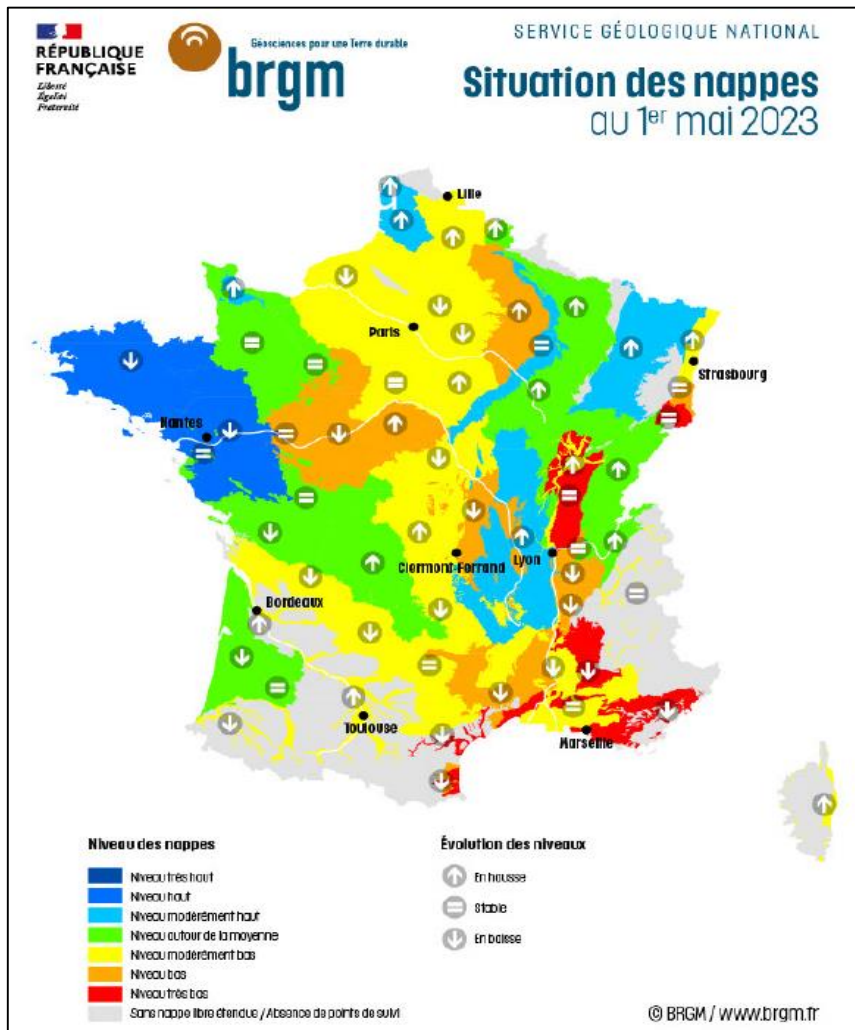 RÉPUBLIQUE
FRANÇAISE
Liberté
Égalité
Fraternité
Géosciences pour une Terre durable
brgm
SERVICE GÉOLOGIQUE NATIONAL
Situation des nappes
au 1er mai 2023
Lille
Paris
Strasbourg
Nantes
Clermont-Ferrand
Lyon
Bordeaux
Toulouse
Marseille
Niveau des nappes
Niveau très haut
Niveau haut
Niveau modérément haut
Niveau autour de la moyenne
Niveau modérément bas
Niveau bas
Niveau très bas
Sans nappe libre étendue / Absence de points de suivi
Évolution des niveaux
En hausse
Stable
En baisse
© BRGM / www.brgm.fr